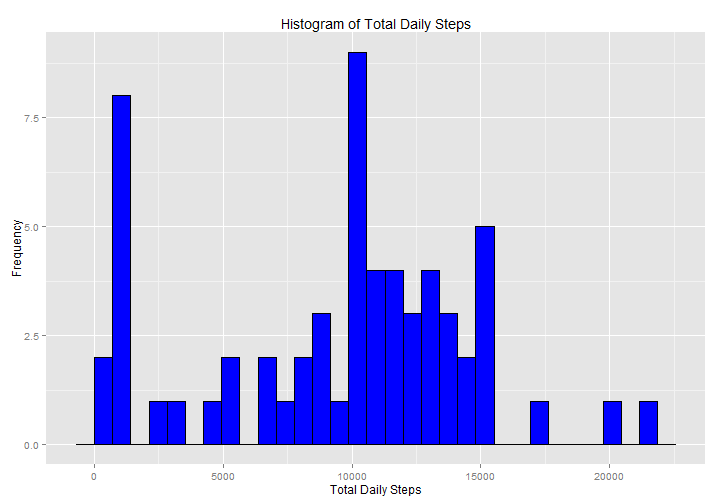 Histogram of Total Daily Steps
7.5
5.0
2.5
0.0
Frequency
0 5000 10000 15000 20000
Total Daily Steps